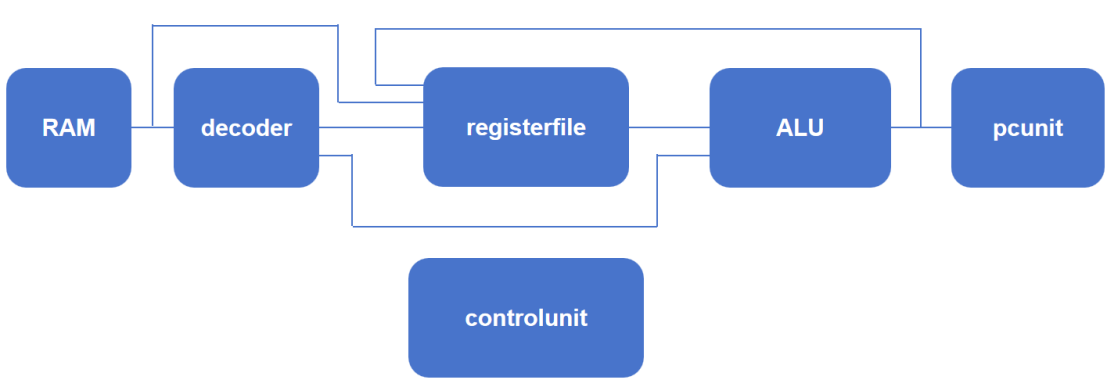 RAM
decoder
registerfile
ALU
pcunit
controlunit